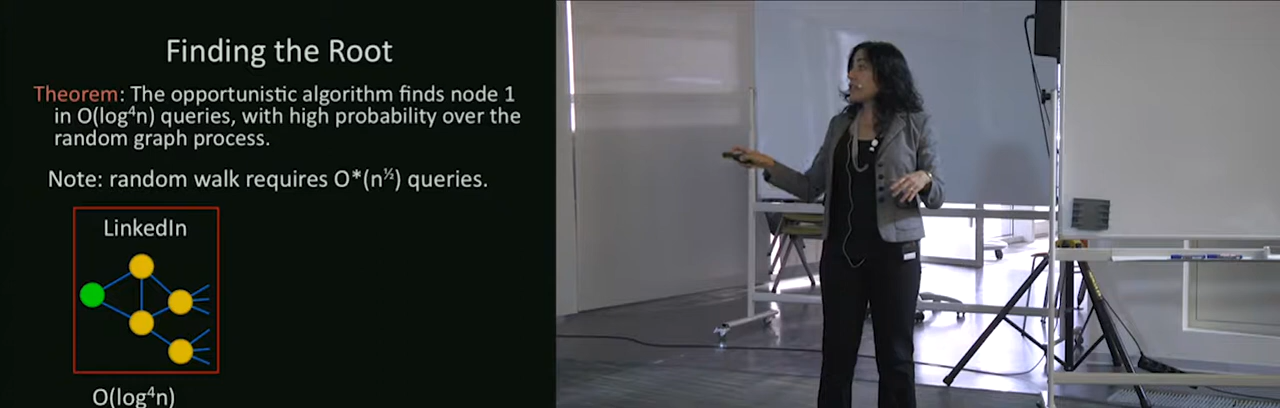 Finding the Root
Theorem: The opportunistic algorithm finds node 1
in O(log⁴n) queries, with high probability over the
random graph process.
Note: random walk requires O*(n½) queries.
LinkedIn
O(log⁴n)